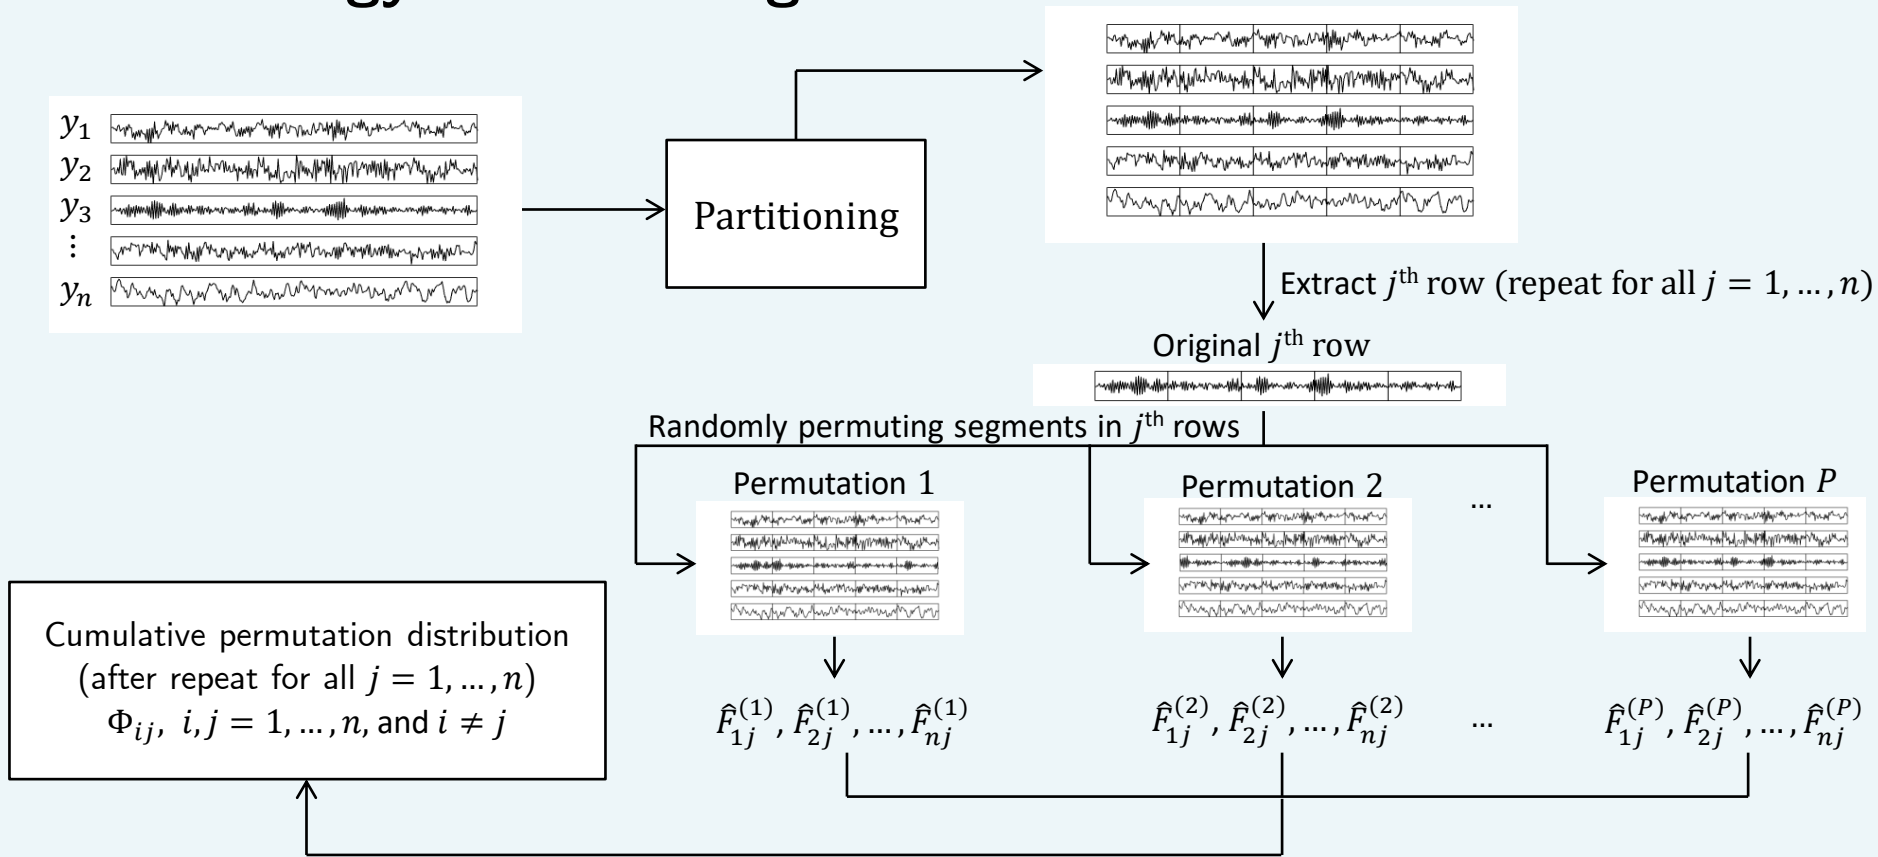 y₁
y₂
y₃
⋮
yₙ
Partitioning
Extract jᵗʰ row (repeat for all j = 1, ... , n)
Original jᵗʰ row
Randomly permuting segments in jᵗʰ rows
Permutation 1
Permutation 2
...
Permutation P
F̂₁ⱼ⁽¹⁾, F̂₂ⱼ⁽¹⁾, ... , F̂ₙⱼ⁽¹⁾
F̂₁ⱼ⁽²⁾, F̂₂ⱼ⁽²⁾, ... , F̂ₙⱼ⁽²⁾
...
F̂₁ⱼ⁽ᴾ⁾, F̂₂ⱼ⁽ᴾ⁾, ... , F̂ₙⱼ⁽ᴾ⁾
Cumulative permutation distribution
(after repeat for all j = 1, ... , n)
Φᵢⱼ, i, j = 1, ... , n, and i ≠ j